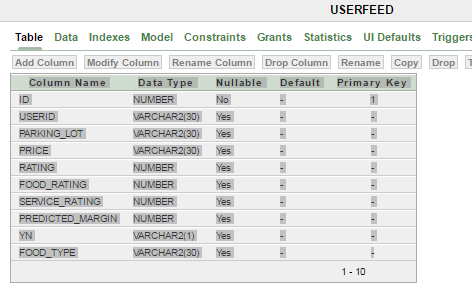 USERFEED
Table Data Indexes Model Constraints Grants Statistics UI Defaults Triggers
Add Column Modify Column Rename Column Drop Column Rename Copy Drop
Column Name Data Type Nullable Default Primary Key
ID NUMBER No - 1
USERID VARCHAR2(30) Yes - -
PARKING_LOT VARCHAR2(30) Yes - -
PRICE VARCHAR2(30) Yes - -
RATING NUMBER Yes - -
FOOD_RATING NUMBER Yes - -
SERVICE_RATING NUMBER Yes - -
PREDICTED_MARGIN NUMBER Yes - -
YN VARCHAR2(1) Yes - -
FOOD_TYPE VARCHAR2(30) Yes - -
1 - 10